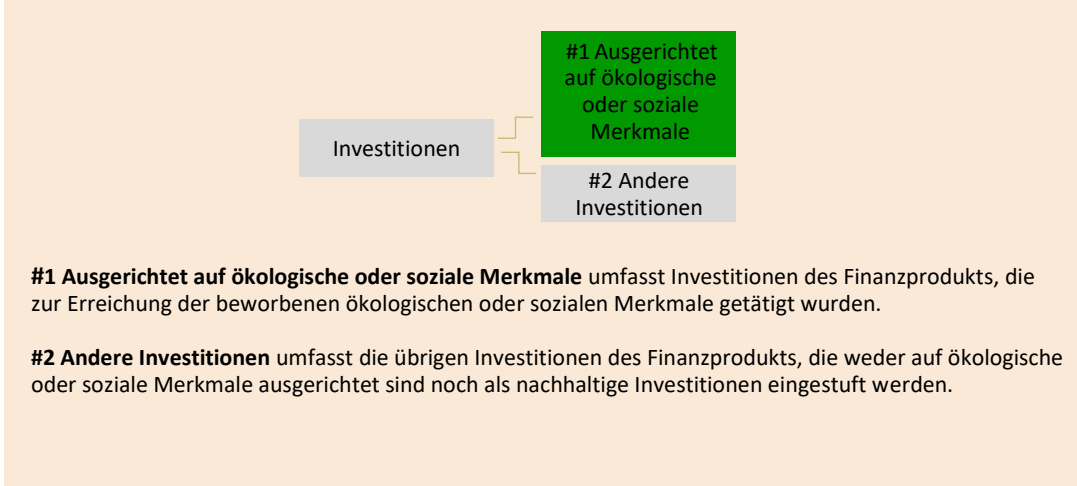 #1 Ausgerichtet
auf ökologische
oder soziale
Merkmale
Investitionen
#2 Andere
Investitionen
#1 Ausgerichtet auf ökologische oder soziale Merkmale umfasst Investitionen des Finanzprodukts, die
zur Erreichung der beworbenen ökologischen oder sozialen Merkmale getätigt wurden.
#2 Andere Investitionen umfasst die übrigen Investitionen des Finanzprodukts, die weder auf ökologische
oder soziale Merkmale ausgerichtet sind noch als nachhaltige Investitionen eingestuft werden.